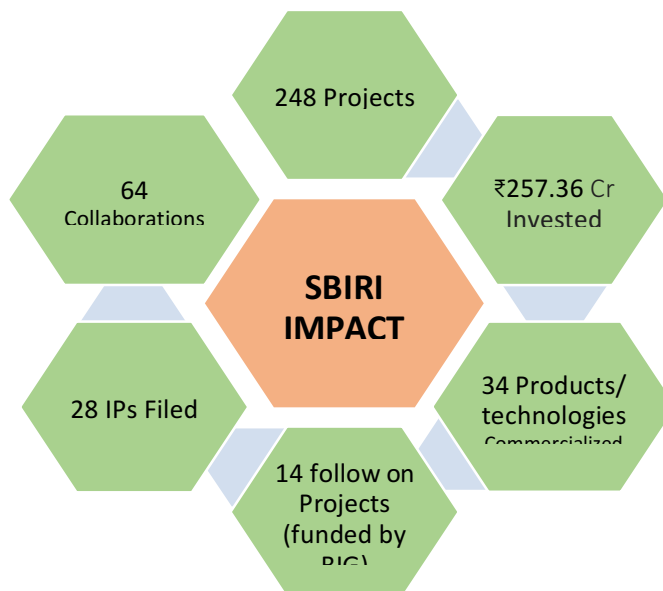 248 Projects
64
Collaborations
₹257.36 Cr
Invested
SBIRI
IMPACT
28 IPs Filed
34 Products/
technologies
Commercialized
14 follow on
Projects
(funded by
BIG)